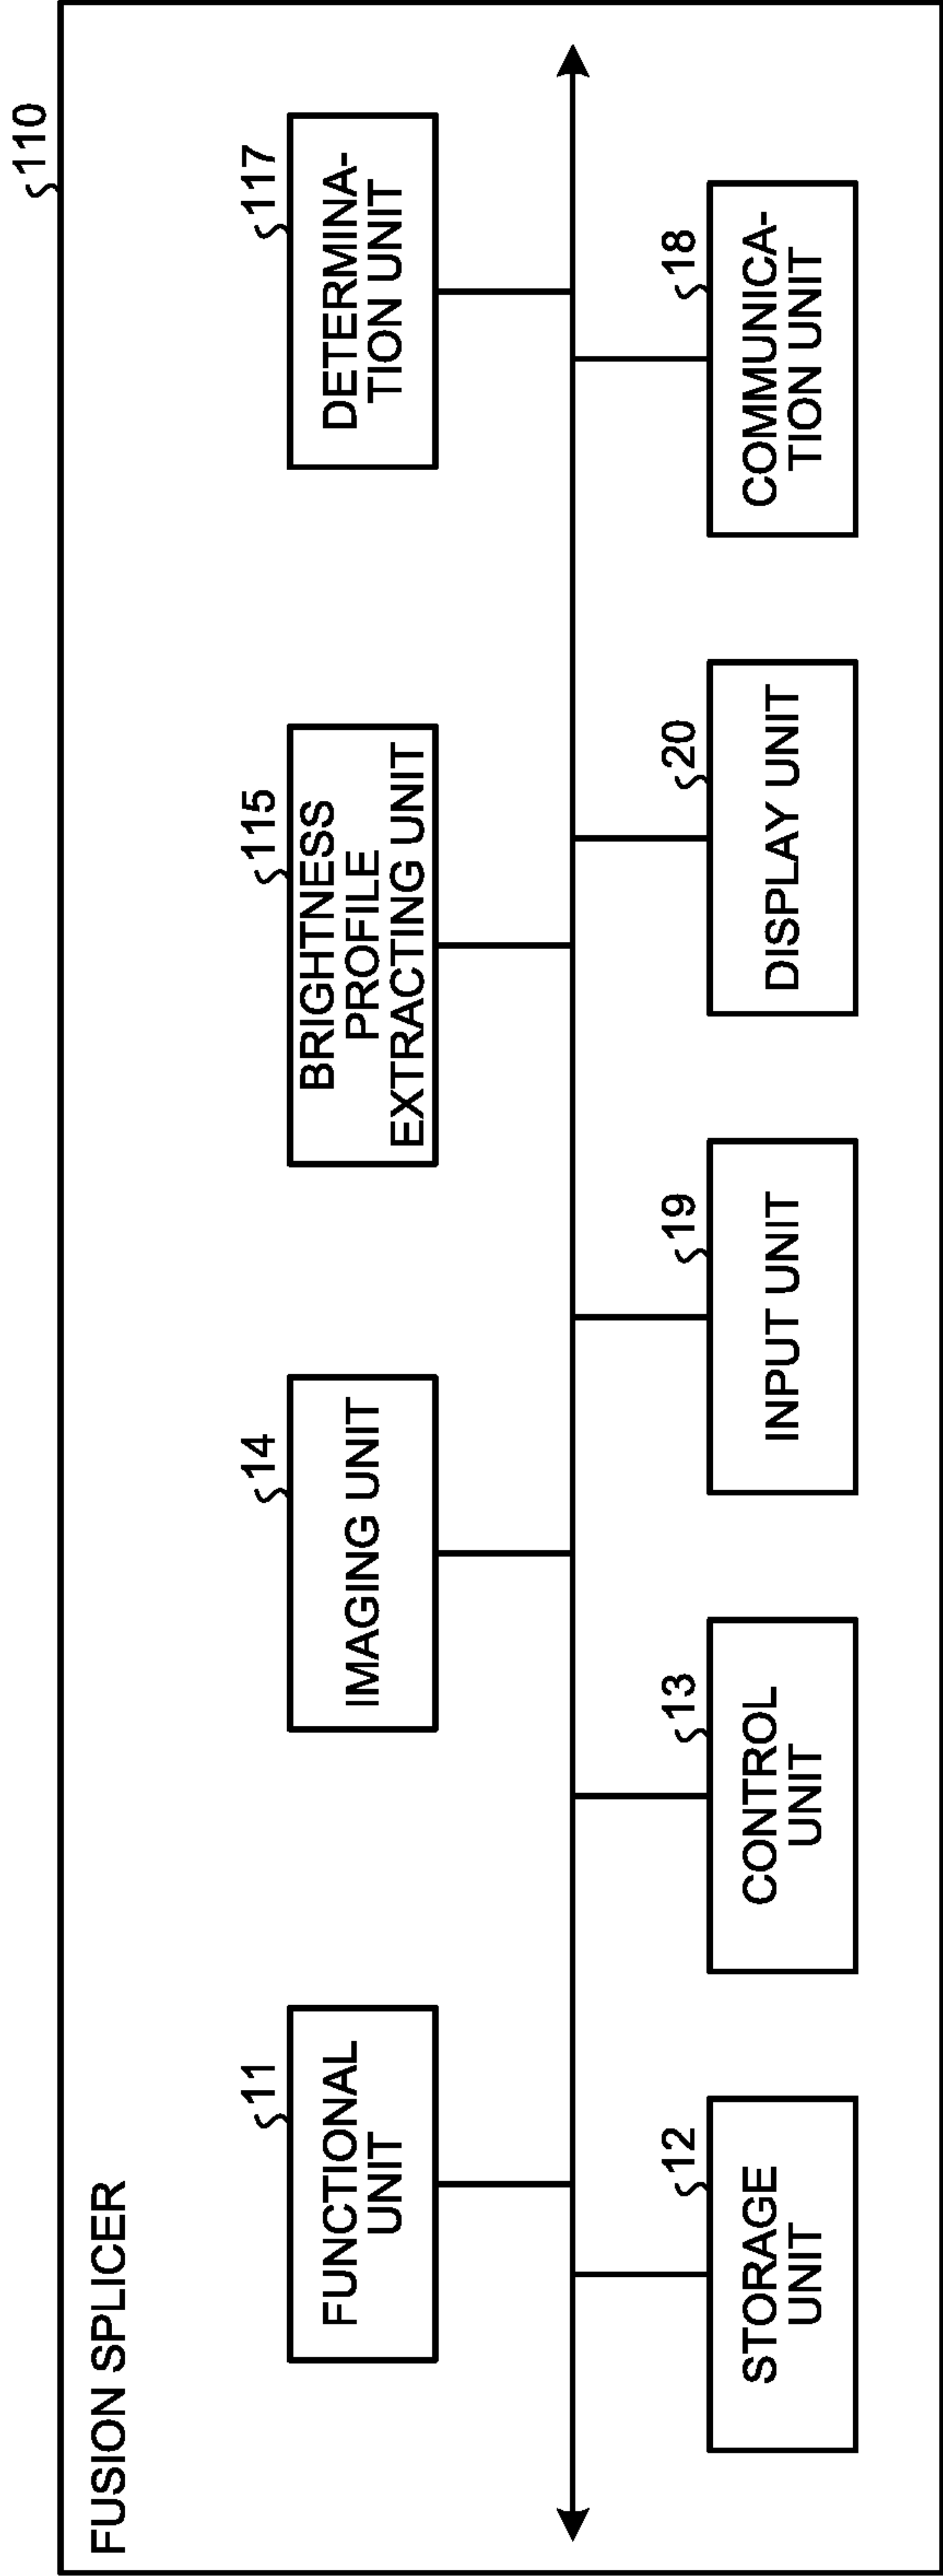 110
FUSION SPLICER
11
FUNCTIONAL
UNIT
14
IMAGING UNIT
115
BRIGHTNESS
PROFILE
EXTRACTING UNIT
117
DETERMINA-
TION UNIT
12
STORAGE
UNIT
13
CONTROL
UNIT
19
INPUT UNIT
20
DISPLAY UNIT
18
COMMUNICA-
TION UNIT